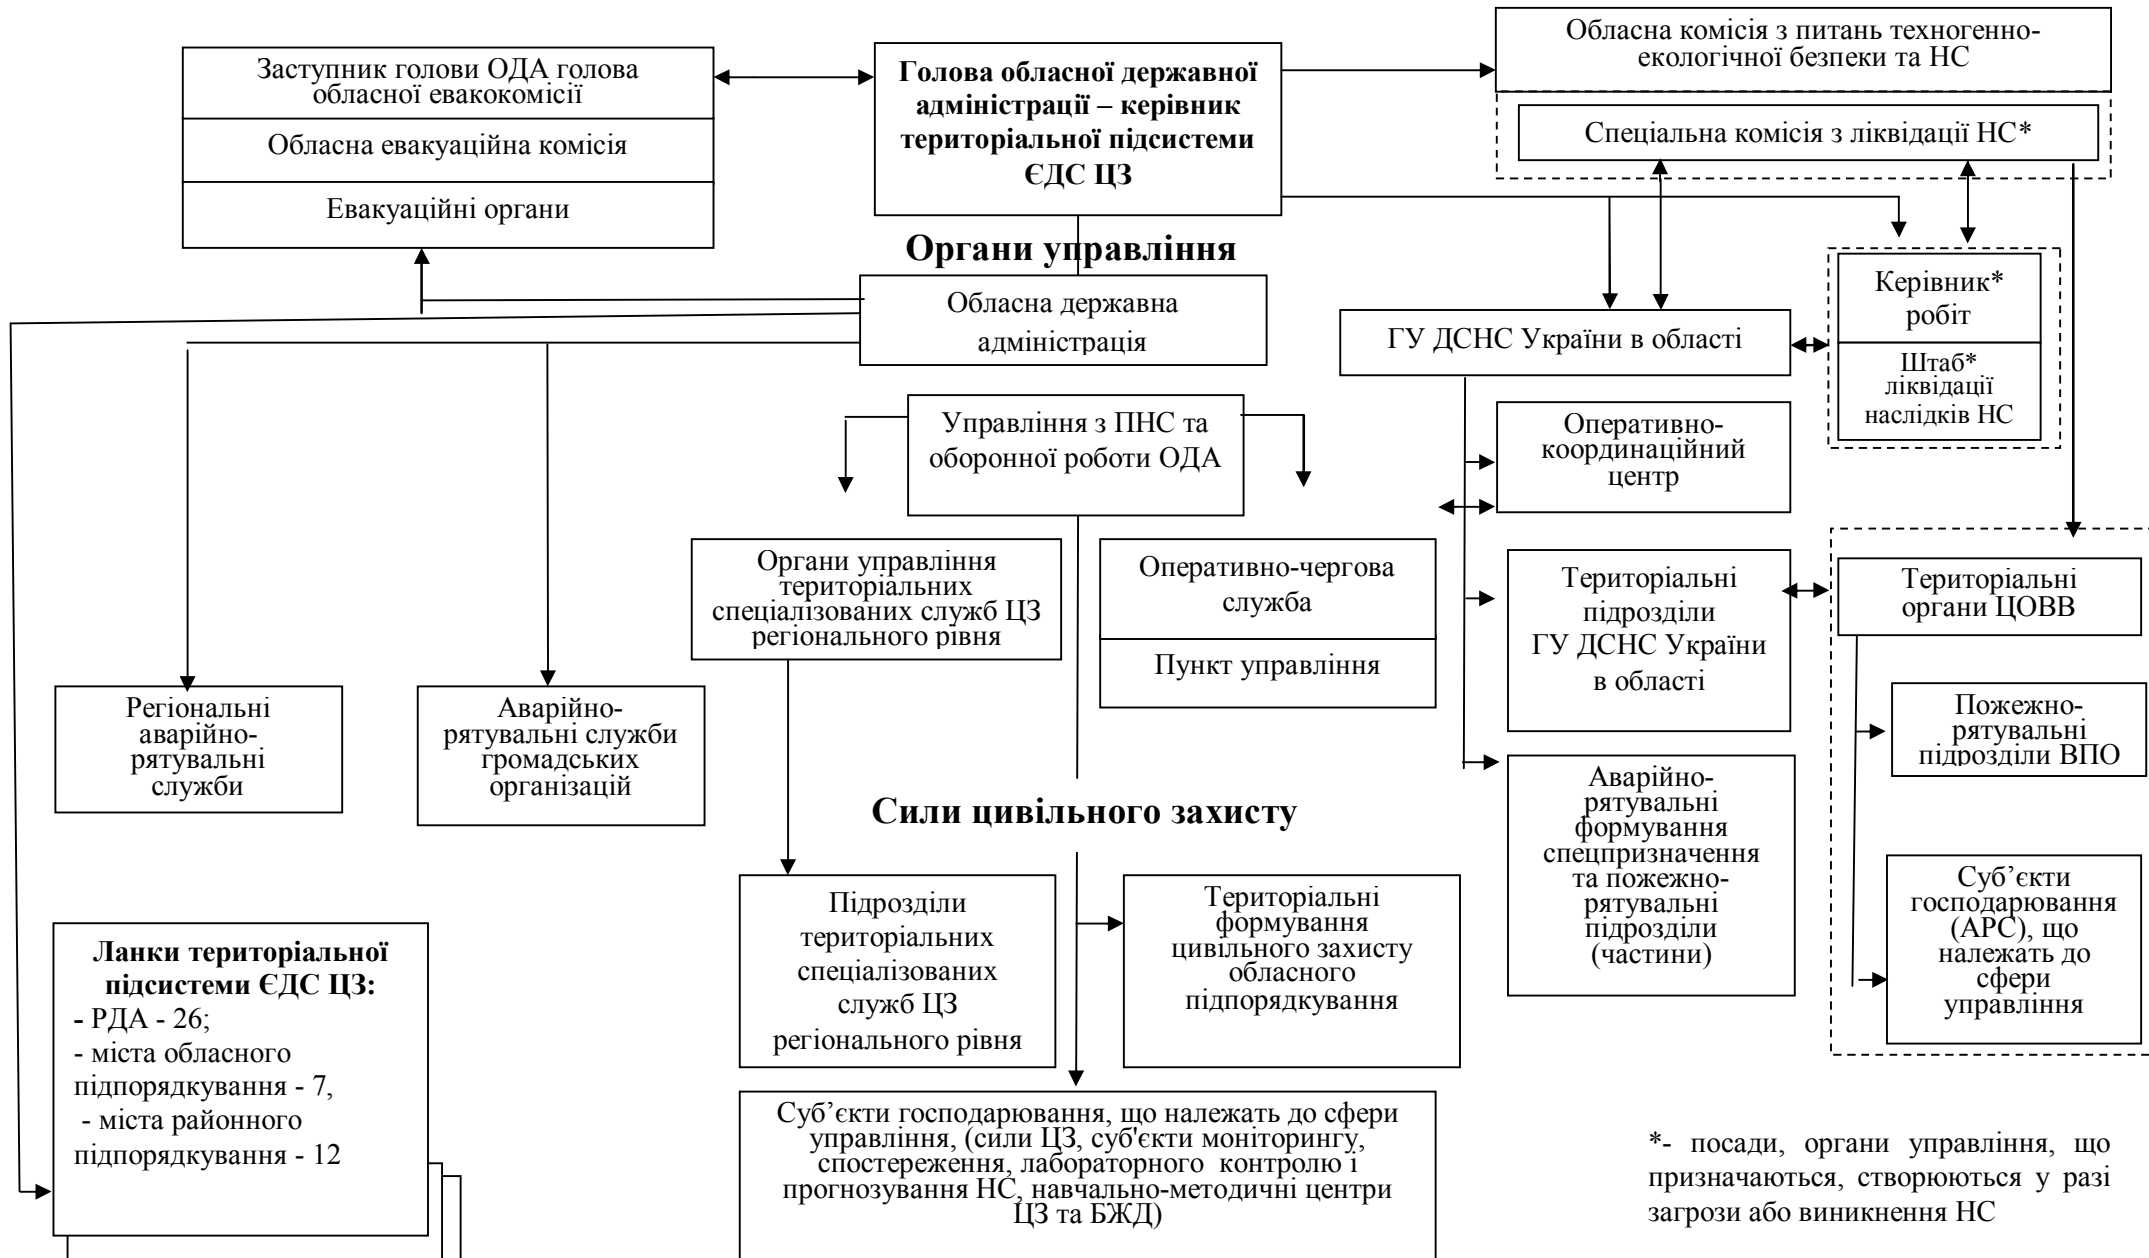 Заступник голови ОДА голова
обласної евакокомісії
Обласна евакуаційна комісія
Евакуаційні органи
Голова обласної державної
адміністрації – керівник
територіальної підсистеми
ЄДС ЦЗ
Обласна комісія з питань техногенно-
екологічної безпеки та НС
Спеціальна комісія з ліквідації НС*
Органи управління
Обласна державна
адміністрація
ГУ ДСНС України в області
Керівник*
робіт
Штаб*
ліквідації
наслідків НС
Управління з ПНС та
оборонної роботи ОДА
Оперативно-
координаційний
центр
Органи управління
територіальних
спеціалізованих служб ЦЗ
регіонального рівня
Оперативно-чергова
служба
Пункт управління
Територіальні
підрозділи
ГУ ДСНС України
в області
Територіальні
органи ЦОВВ
Регіональні
аварійно-
рятувальні
служби
Аварійно-
рятувальні служби
громадських
організацій
Пожежно-
рятувальні
підрозділи ВПО
Сили цивільного захисту
Аварійно-
рятувальні
формування
спецпризначення
та пожежно-
рятувальні
підрозділи
(частини)
Підрозділи
територіальних
спеціалізованих
служб ЦЗ
регіонального рівня
Територіальні
формування
цивільного захисту
обласного
підпорядкування
Суб’єкти
господарювання
(АРС), що
належать до
сфери
управління
Ланки територіальної
підсистеми ЄДС ЦЗ:
- РДА - 26;
- міста обласного
підпорядкування - 7,
- міста районного
підпорядкування - 12
Суб’єкти господарювання, що належать до сфери
управління, (сили ЦЗ, суб'єкти моніторингу,
спостереження, лабораторного контролю і
прогнозування НС, навчально-методичні центри
ЦЗ та БЖД)
*- посади, органи управління, що
призначаються, створюються у разі
загрози або виникнення НС